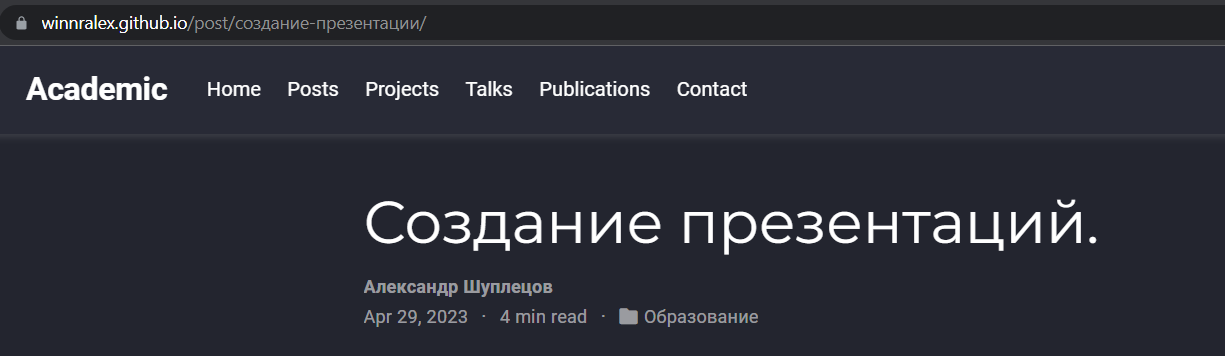 winnralex.github.io/post/создание-презентации/
Academic Home Posts Projects Talks Publications Contact
Создание презентаций.
Александр Шуплецов
Apr 29, 2023 · 4 min read · Образование